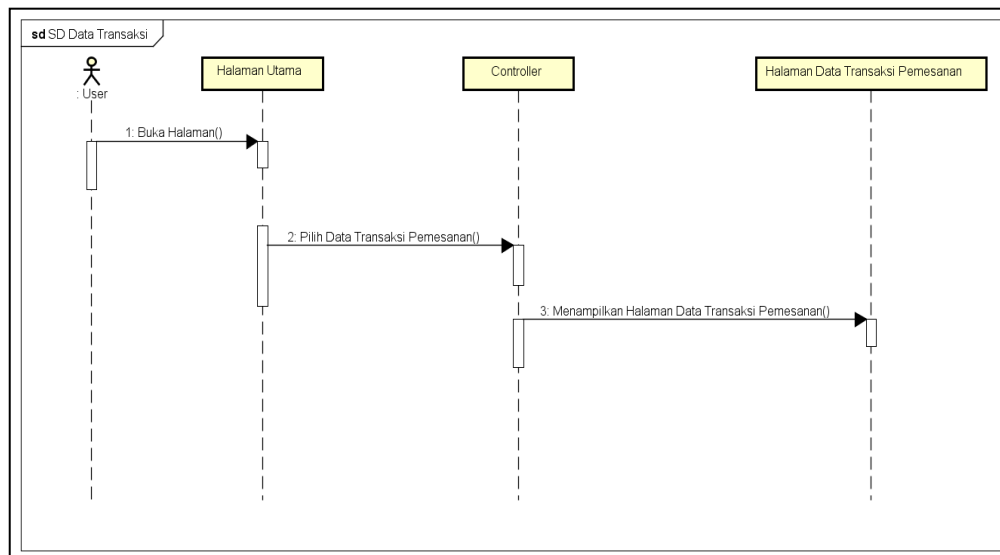 sd SD Data Transaksi
: User
Halaman Utama
Controller
Halaman Data Transaksi Pemesanan
1: Buka Halaman()
2: Pilih Data Transaksi Pemesanan()
3: Menampilkan Halaman Data Transaksi Pemesanan()